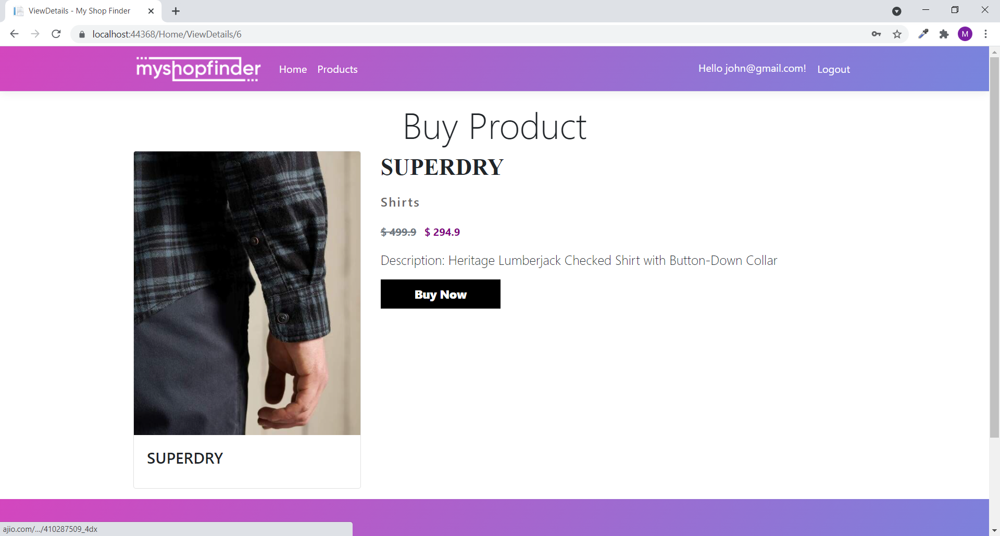 ViewDetails - My Shop Finder
localhost:44368/Home/ViewDetails/6
M
myshopfinder
Home
Products
Hello john@gmail.com!
Logout
Buy Product
SUPERDRY
Shirts
$ 499.9 $ 294.9
Description: Heritage Lumberjack Checked Shirt with Button-Down Collar
Buy Now
SUPERDRY
ajio.com/.../410287509_4dx